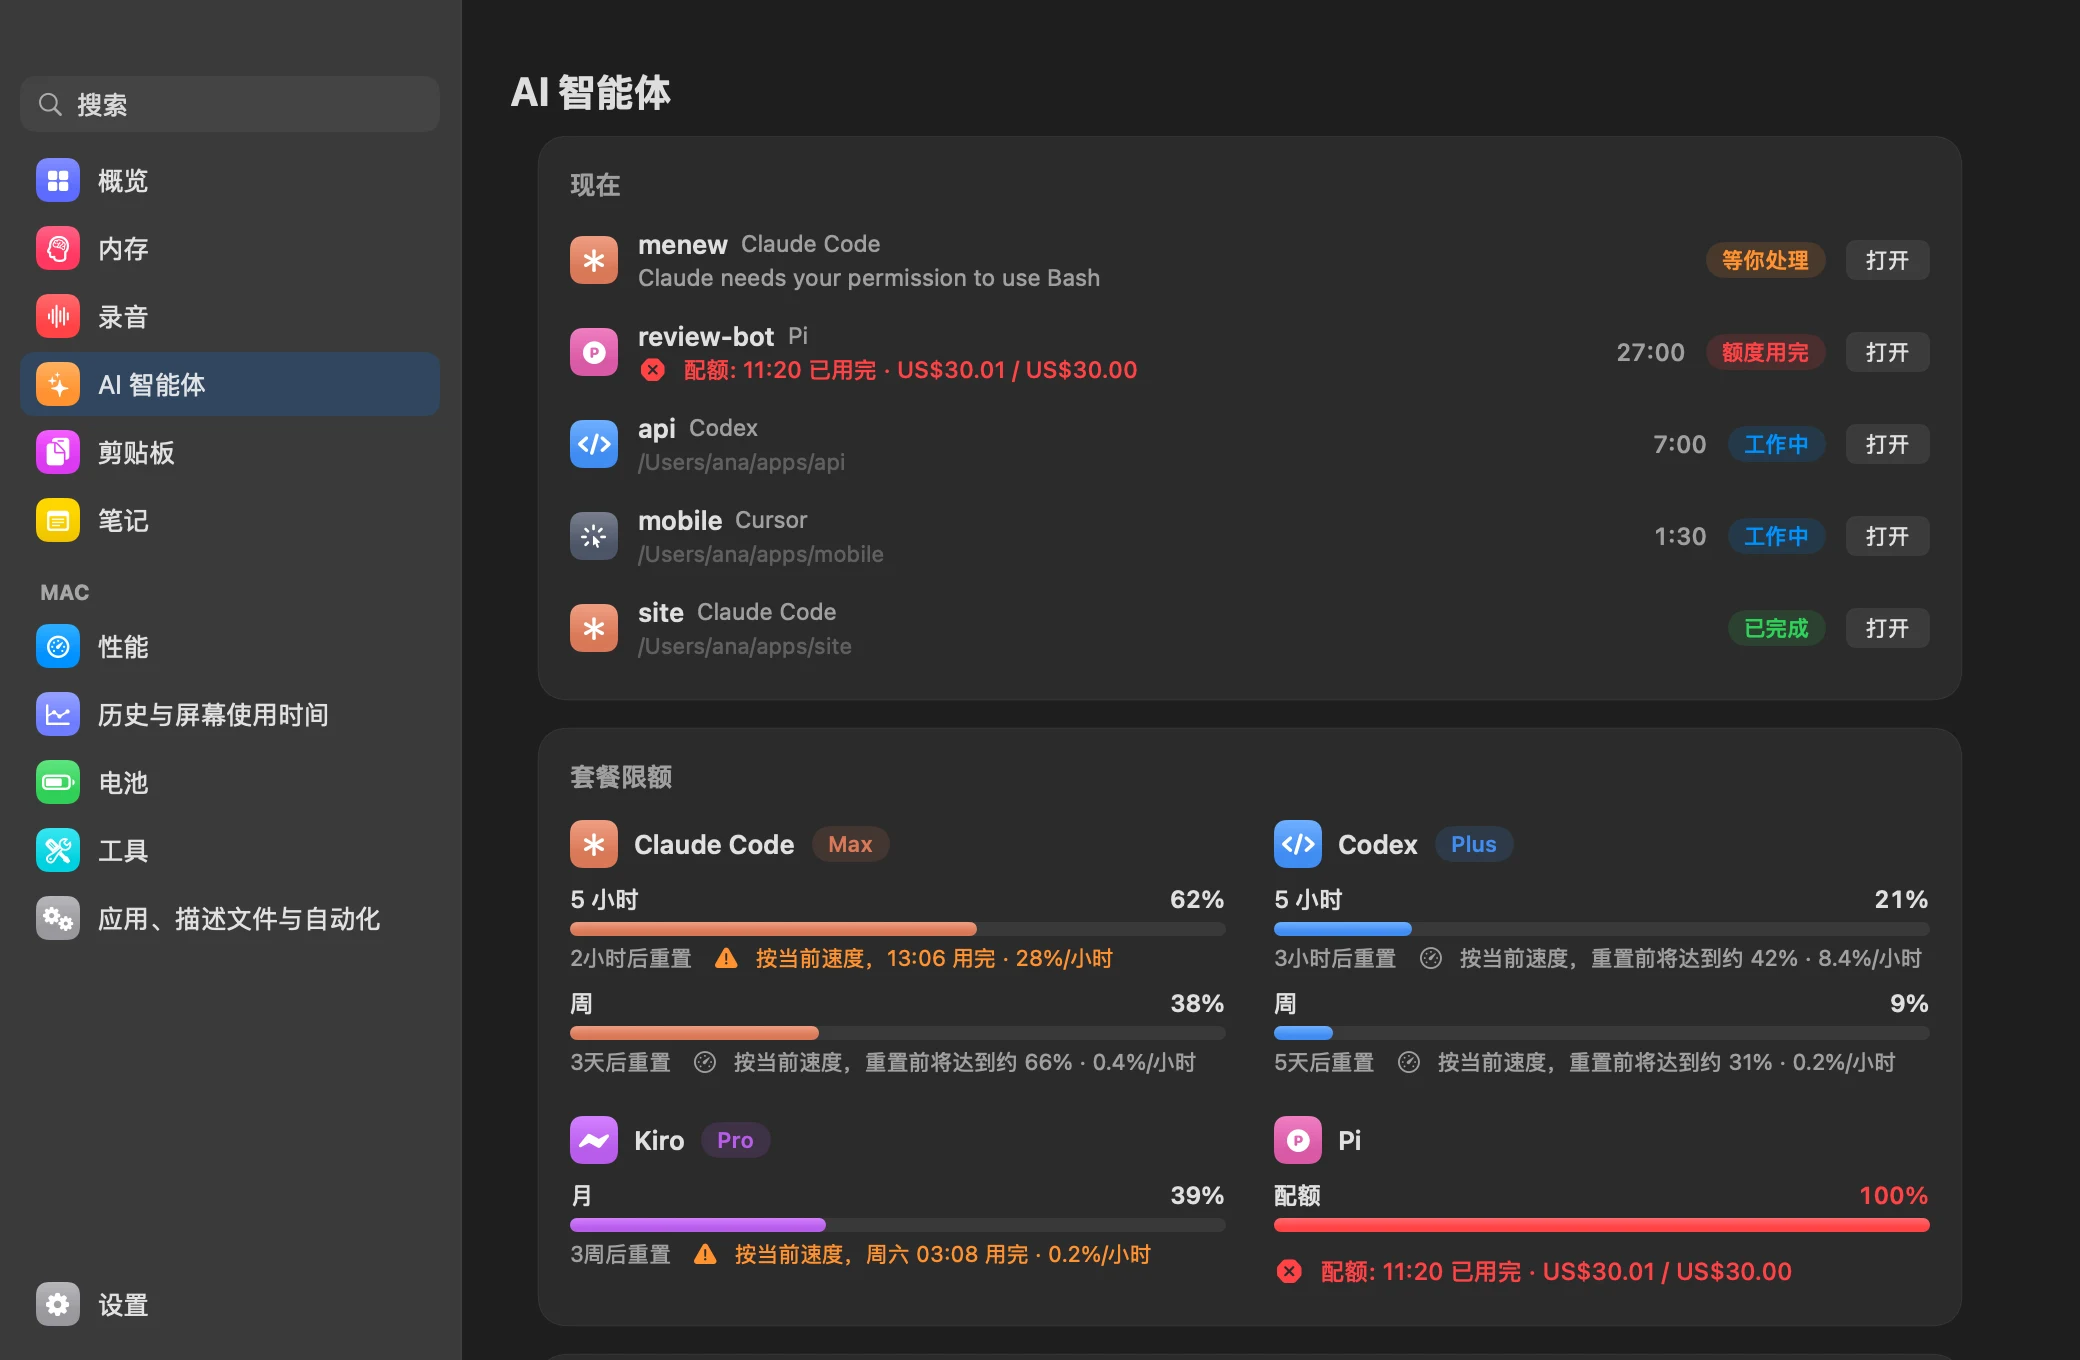 搜索
概览
内存
录音
AI 智能体
剪贴板
笔记
MAC
性能
历史与屏幕使用时间
电池
工具
应用、描述文件与自动化
设置
AI 智能体
现在
menew Claude Code
Claude needs your permission to use Bash
等你处理 打开
review-bot Pi
配额: 11:20 已用完 · US$30.01 / US$30.00
27:00 额度用完 打开
api Codex
/Users/ana/apps/api
7:00 工作中 打开
mobile Cursor
/Users/ana/apps/mobile
1:30 工作中 打开
site Claude Code
/Users/ana/apps/site
已完成 打开
套餐限额
Claude Code Max
5 小时 62%
2小时后重置 按当前速度，13:06 用完 · 28%/小时
周 38%
3天后重置 按当前速度，重置前将达到约 66% · 0.4%/小时
Codex Plus
5 小时 21%
3小时后重置 按当前速度，重置前将达到约 42% · 8.4%/小时
周 9%
5天后重置 按当前速度，重置前将达到约 31% · 0.2%/小时
Kiro Pro
月 39%
3周后重置 按当前速度，周六 03:08 用完 · 0.2%/小时
P Pi
配额 100%
配额: 11:20 已用完 · US$30.01 / US$30.00